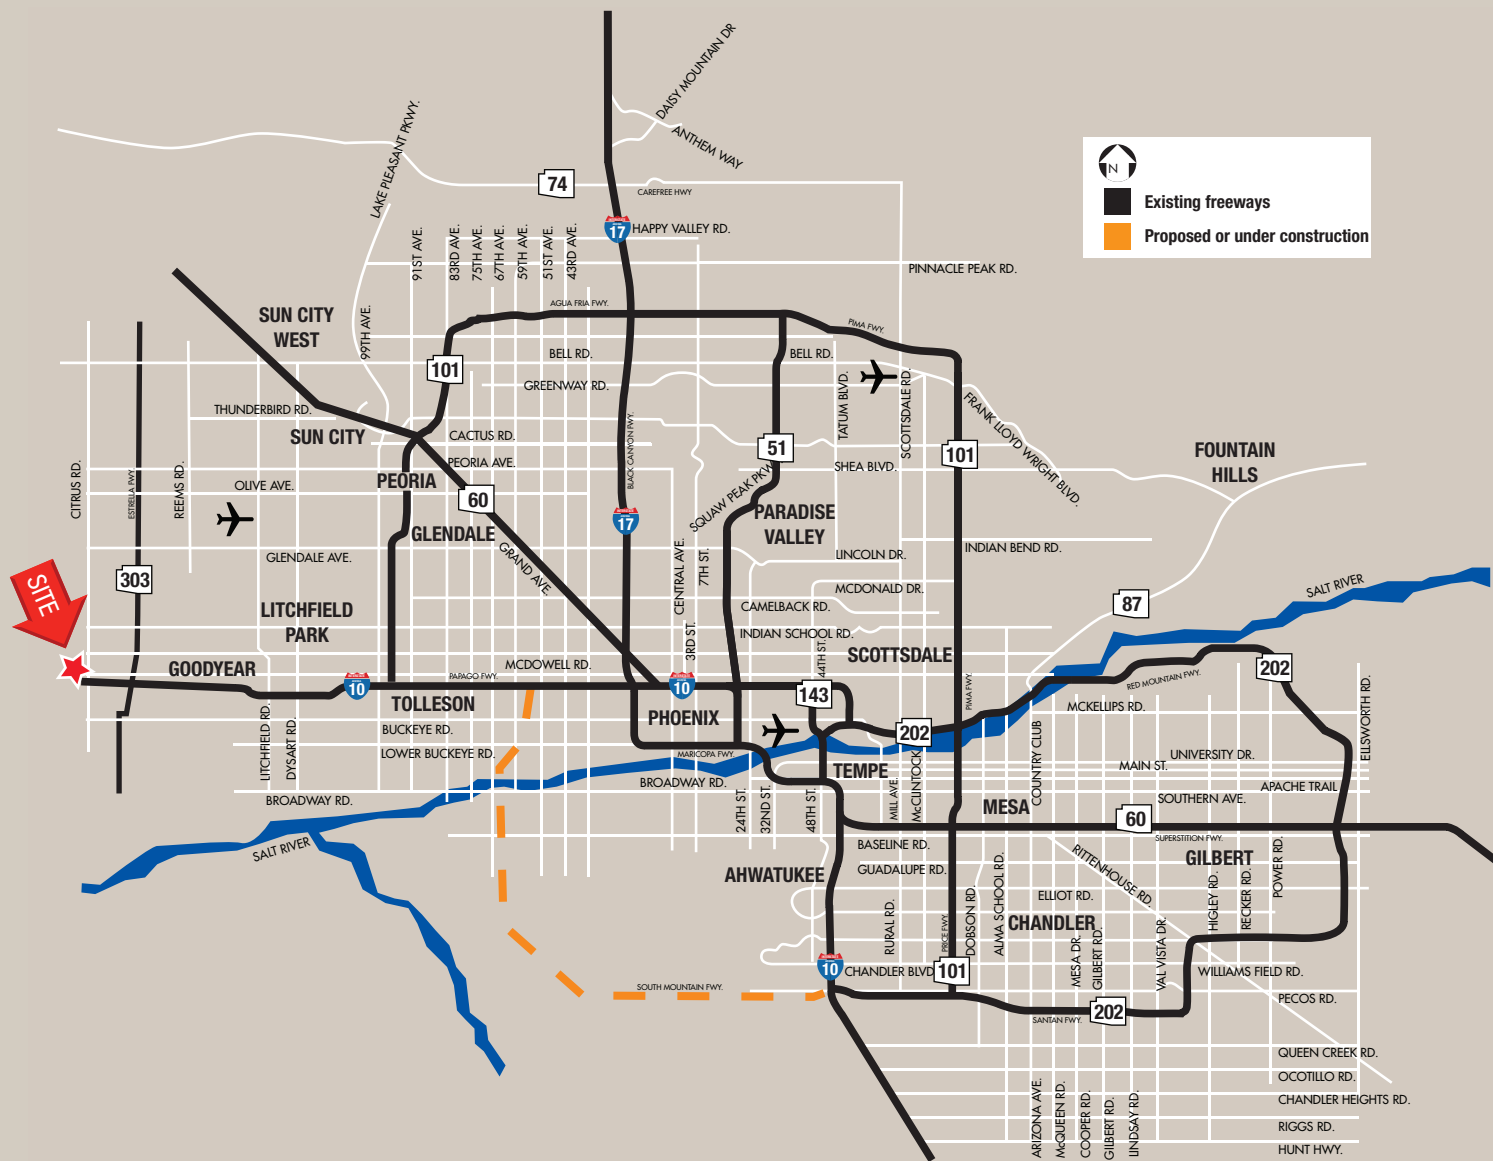 DAISY MOUNTAIN DR
ANTHEM WAY
LAKE PLEASANT PKWY.
74
CAREFREE HWY
N
Existing freeways
Proposed or under construction
17
HAPPY VALLEY RD.
91ST AVE.
83RD AVE.
75TH AVE.
67TH AVE.
59TH AVE.
51ST AVE.
43RD AVE.
PINNACLE PEAK RD.
AGUA FRIA FWY.
PIMA FWY.
SUN CITY
WEST
99TH AVE.
101
BELL RD.
BELL RD.
GREENWAY RD.
TATUM BLVD.
SCOTTSDALE RD.
FRANK LLOYD WRIGHT BLVD.
THUNDERBIRD RD.
SUN CITY
CACTUS RD.
BLACK CANYON FWY.
51
101
FOUNTAIN
HILLS
PEORIA AVE.
SHEA BLVD.
CITRUS RD.
ESTRELLA FWY.
REEMS RD.
OLIVE AVE.
PEORIA
60
SQUAW PEAK PKW
PARADISE
VALLEY
17
GLENDALE
GRAND AVE.
GLENDALE AVE.
CENTRAL AVE.
7TH ST.
LINCOLN DR.
INDIAN BEND RD.
SITE
303
MCDONALD DR.
SALT RIVER
87
LITCHFIELD
PARK
CAMELBACK RD.
INDIAN SCHOOL RD.
3RD ST.
44TH ST.
SCOTTSDALE
GOODYEAR
MCDOWELL RD.
PAPAGO FWY.
10
10
143
PIMA FWY.
RED MOUNTAIN FWY.
202
ELLSWORTH RD.
TOLLESON
PHOENIX
MCKELLIPS RD.
LITCHFIELD RD.
DYSART RD.
BUCKEYE RD.
LOWER BUCKEYE RD.
MARICOPA FWY.
202
COUNTRY CLUB
UNIVERSITY DR.
MAIN ST.
TEMPE
BROADWAY RD.
BROADWAY RD.
APACHE TRAIL
SOUTHERN AVE.
24TH ST.
32ND ST.
48TH ST.
MILL AVE.
McCLINTOCK
MESA
60
SUPERSTITION FWY.
SALT RIVER
BASELINE RD.
GUADALUPE RD.
AHWATUKEE
RITTENHOUSE RD.
GILBERT
POWER RD.
HIGLEY RD.
RECKER RD.
ELLIOT RD.
RURAL RD.
PRICE FWY.
DOBSON RD.
ALMA SCHOOL RD.
CHANDLER
MESA DR.
GILBERT RD.
VAL VISTA DR.
10
CHANDLER BLVD
101
WILLIAMS FIELD RD.
SOUTH MOUNTAIN FWY.
PECOS RD.
SANTAN FWY.
202
QUEEN CREEK RD.
OCOTILLO RD.
CHANDLER HEIGHTS RD.
RIGGS RD.
HUNT HWY.
ARIZONA AVE.
McQUEEN RD.
COOPER RD.
GILBERT RD.
LINDSAY RD.